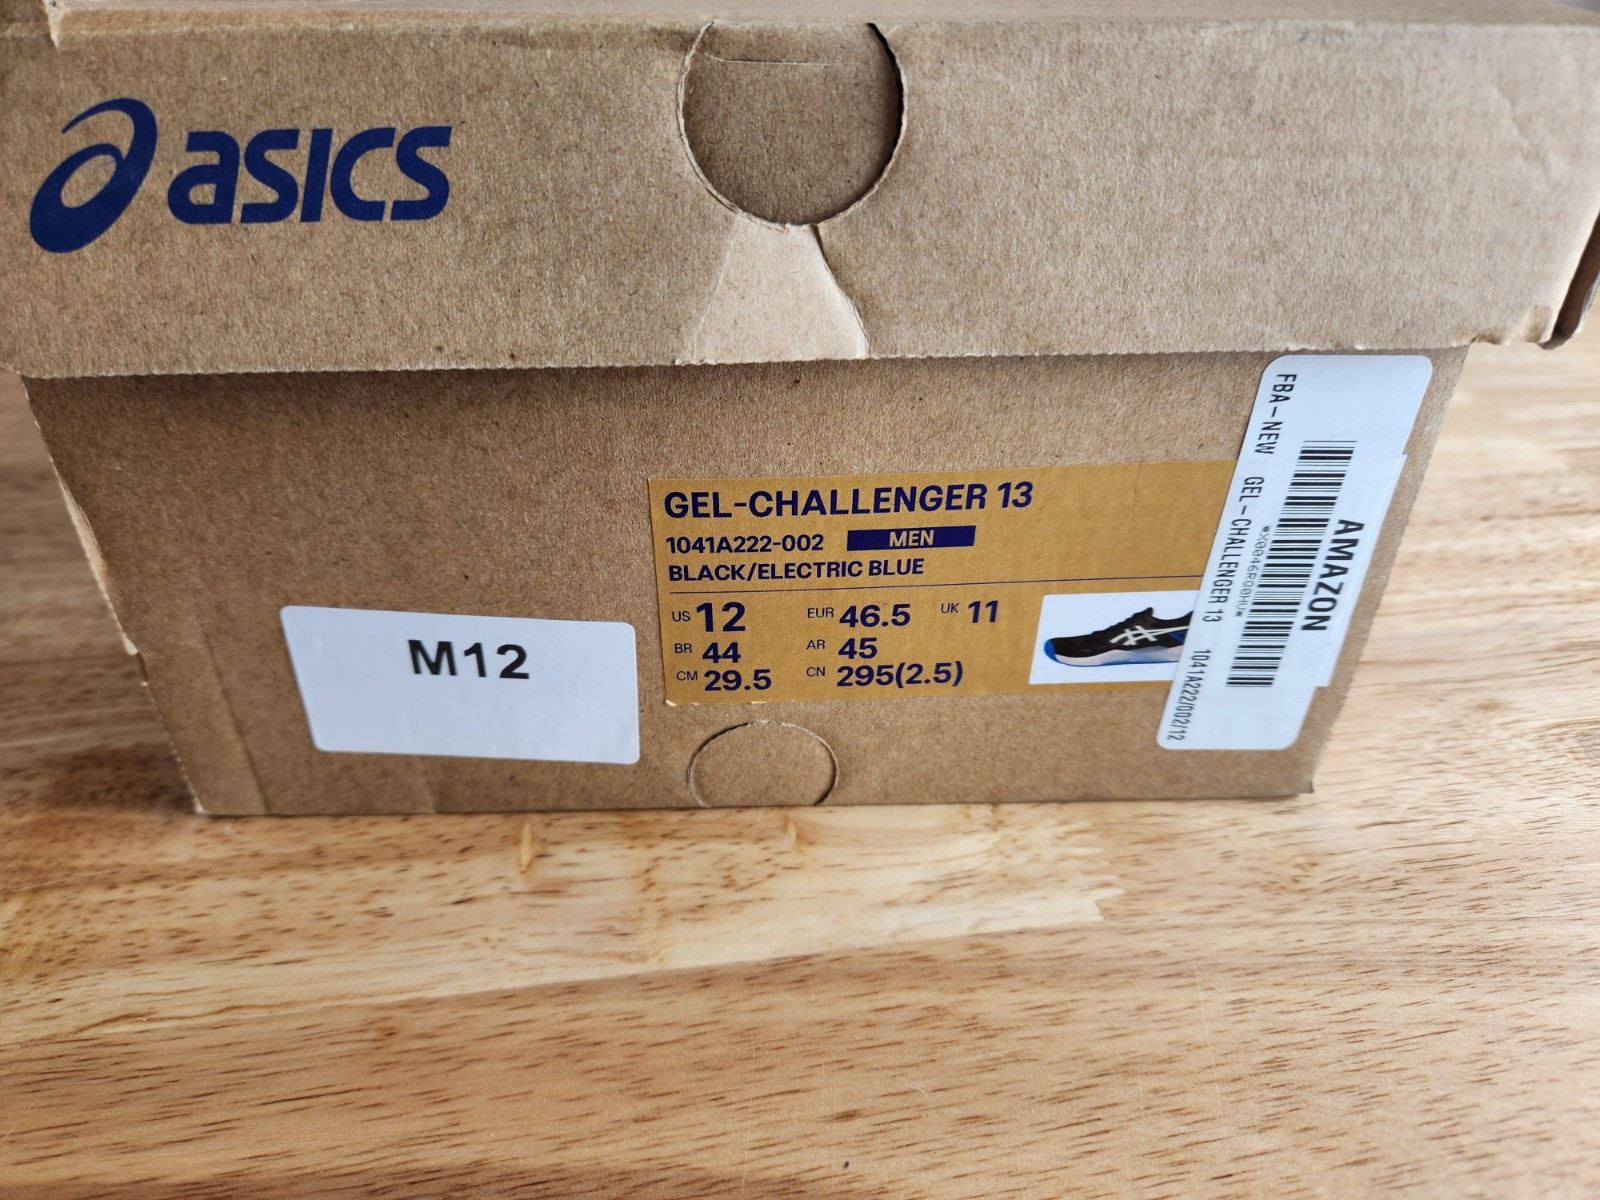 asics
GEL-CHALLENGER 13
1041A222-002 MEN
BLACK/ELECTRIC BLUE
US 12 EUR 46.5 UK 11
BR 44 AR 45
CM 29.5 CN 295(2.5)
M12
AMAZON
FBA-NEW GEL-CHALLENGER 13 1041A222/002/12